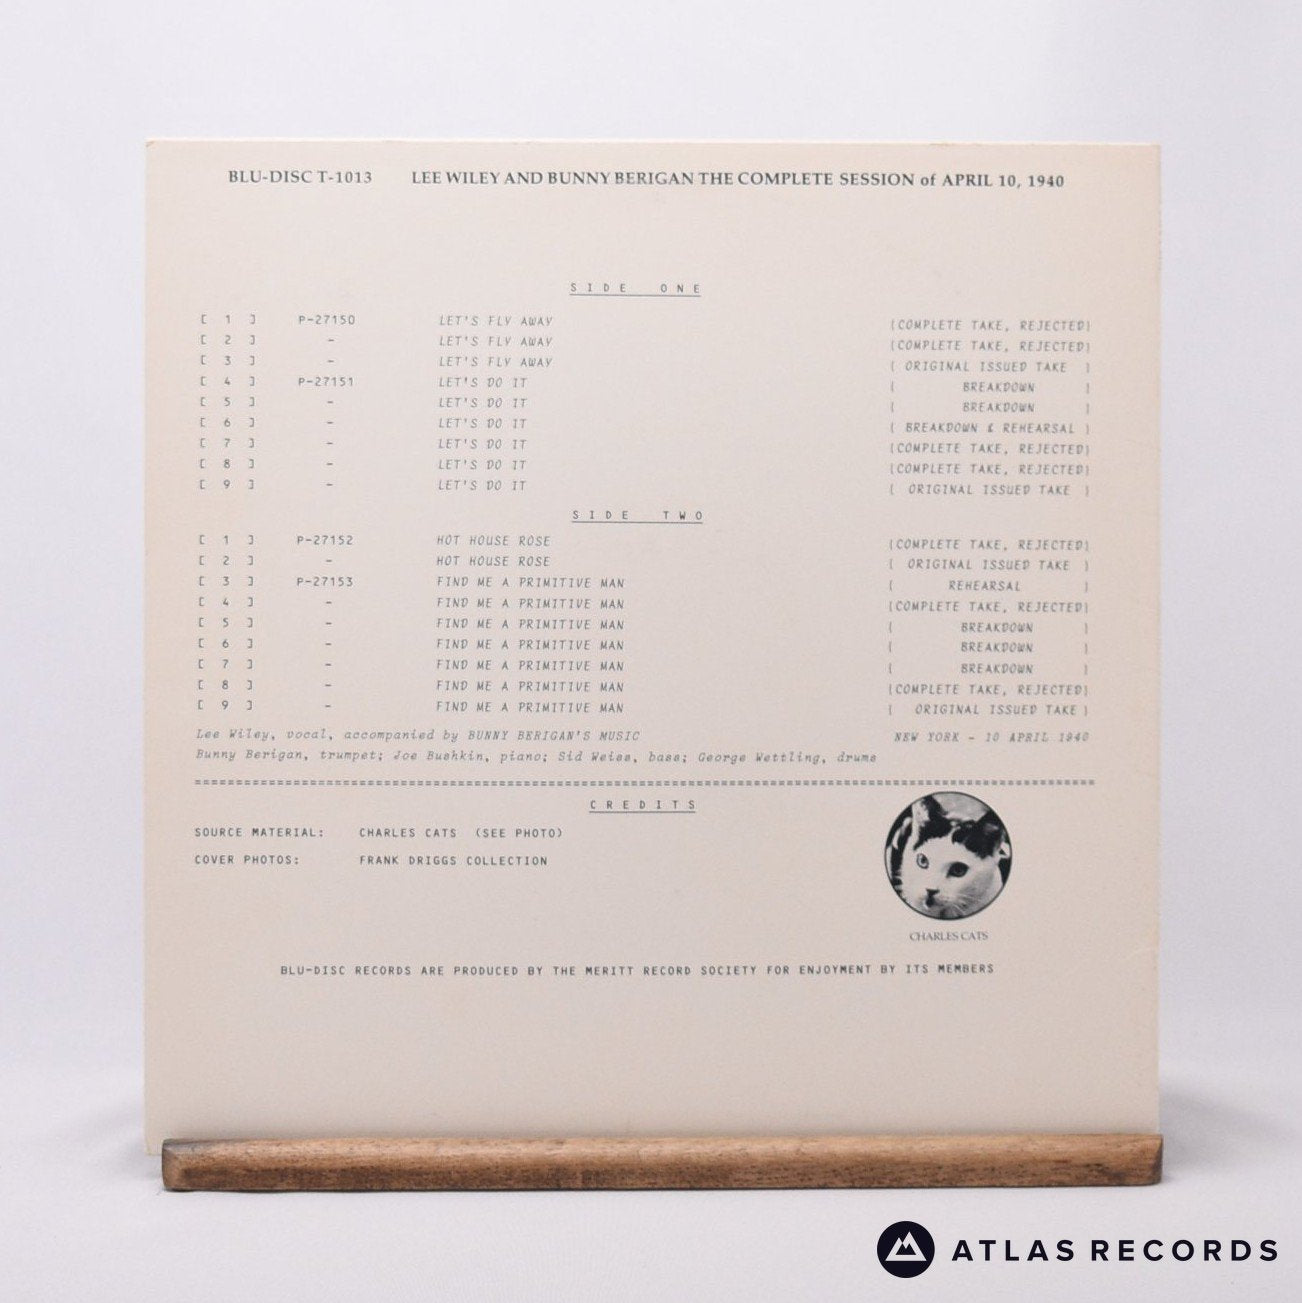 BLU-DISC T-1013 LEE WILEY AND BUNNY BERIGAN THE COMPLETE SESSION of APRIL 10, 1940
SIDE ONE
[ 1 ] P-27150 LET'S FLY AWAY (COMPLETE TAKE, REJECTED)
[ 2 ] - LET'S FLY AWAY (COMPLETE TAKE, REJECTED)
[ 3 ] - LET'S FLY AWAY ( ORIGINAL ISSUED TAKE )
[ 4 ] P-27151 LET'S DO IT ( BREAKDOWN )
[ 5 ] - LET'S DO IT ( BREAKDOWN )
[ 6 ] - LET'S DO IT ( BREAKDOWN & REHEARSAL )
[ 7 ] - LET'S DO IT (COMPLETE TAKE, REJECTED)
[ 8 ] - LET'S DO IT (COMPLETE TAKE, REJECTED)
[ 9 ] - LET'S DO IT ( ORIGINAL ISSUED TAKE )
SIDE TWO
[ 1 ] P-27152 HOT HOUSE ROSE (COMPLETE TAKE, REJECTED)
[ 2 ] - HOT HOUSE ROSE ( ORIGINAL ISSUED TAKE )
[ 3 ] P-27153 FIND ME A PRIMITIVE MAN ( REHEARSAL )
[ 4 ] - FIND ME A PRIMITIVE MAN (COMPLETE TAKE, REJECTED)
[ 5 ] - FIND ME A PRIMITIVE MAN ( BREAKDOWN )
[ 6 ] - FIND ME A PRIMITIVE MAN ( BREAKDOWN )
[ 7 ] - FIND ME A PRIMITIVE MAN ( BREAKDOWN )
[ 8 ] - FIND ME A PRIMITIVE MAN (COMPLETE TAKE, REJECTED)
[ 9 ] - FIND ME A PRIMITIVE MAN ( ORIGINAL ISSUED TAKE )
Lee Wiley, vocal, accompanied by BUNNY BERIGAN'S MUSIC NEW YORK - 10 APRIL 1940
Bunny Berigan, trumpet; Joe Bushkin, piano; Sid Weiss, bass; George Wettling, drums
CREDITS
SOURCE MATERIAL: CHARLES CATS (SEE PHOTO)
COVER PHOTOS: FRANK DRIGGS COLLECTION
CHARLES CATS
BLU-DISC RECORDS ARE PRODUCED BY THE MERITT RECORD SOCIETY FOR ENJOYMENT BY ITS MEMBERS
ATLAS RECORDS